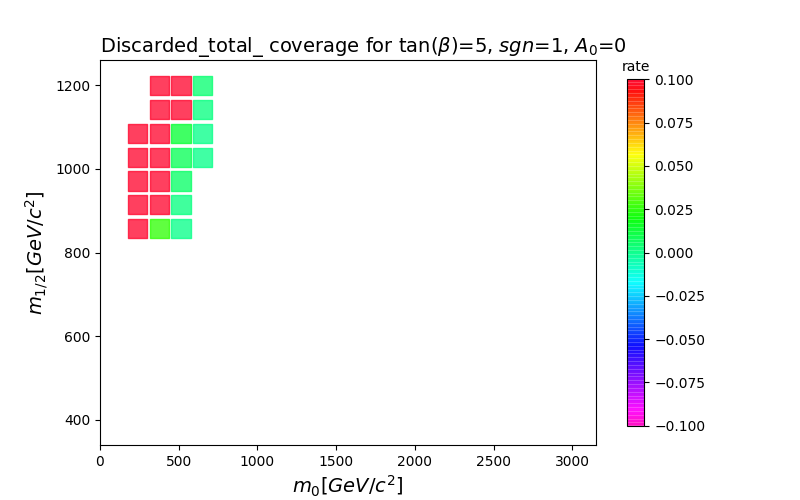 Discarded_total_ coverage for tan(β)=5, sgn=1, A₀=0
rate
1200
1000
800
600
400
m₁/₂[GeV/c²]
0 500 1000 1500 2000 2500 3000
m₀[GeV/c²]
0.100
0.075
0.050
0.025
0.000
−0.025
−0.050
−0.075
−0.100